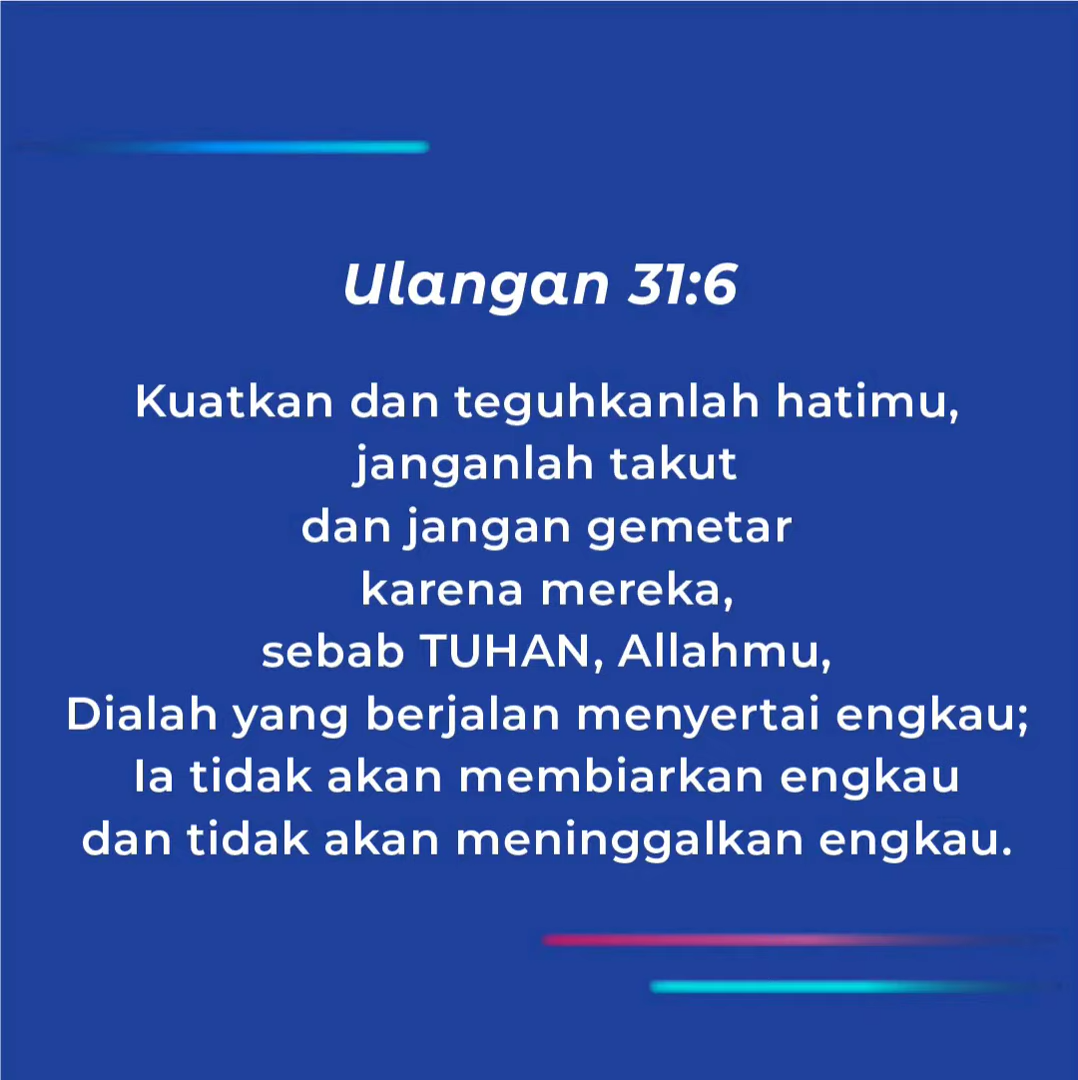 Ulangan 31:6
Kuatkan dan teguhkanlah hatimu,
janganlah takut
dan jangan gemetar
karena mereka,
sebab TUHAN, Allahmu,
Dialah yang berjalan menyertai engkau;
Ia tidak akan membiarkan engkau
dan tidak akan meninggalkan engkau.